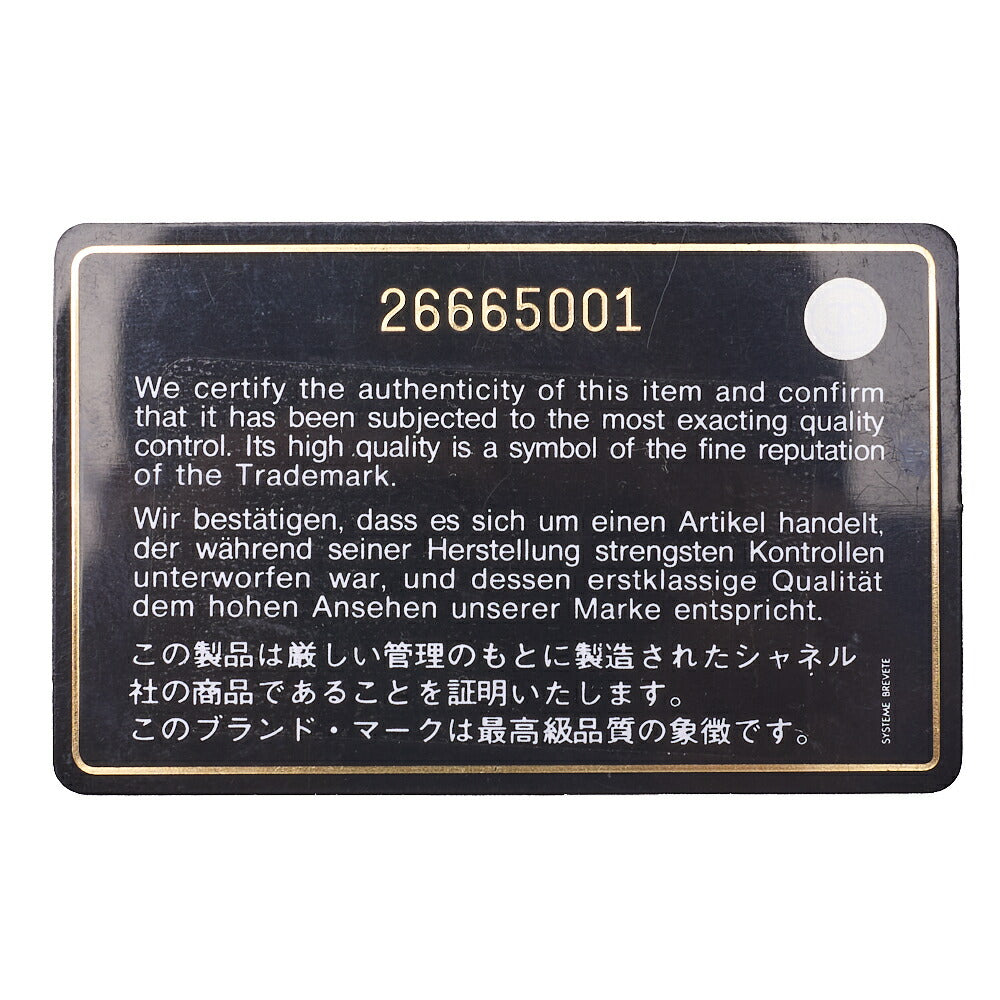 26665001
We certify the authenticity of this item and confirm
that it has been subjected to the most exacting quality
control. Its high quality is a symbol of the fine reputation
of the Trademark.
Wir bestätigen, dass es sich um einen Artikel handelt,
der während seiner Herstellung strengsten Kontrollen
unterworfen war, und dessen erstklassige Qualität
dem hohen Ansehen unserer Marke entspricht.
この製品は厳しい管理のもとに製造されたシャネル
社の商品であることを証明いたします。
このブランド・マークは最高級品質の象徴です。
SYSTEME BREVETE